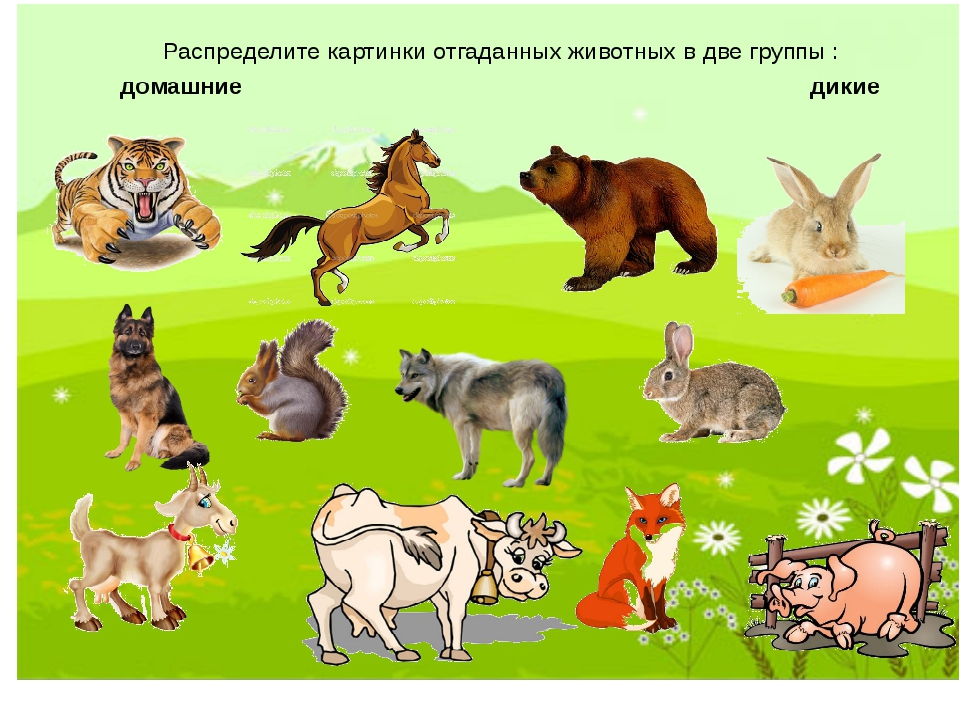 Распределите картинки отгаданных животных в две группы :
домашние дикие